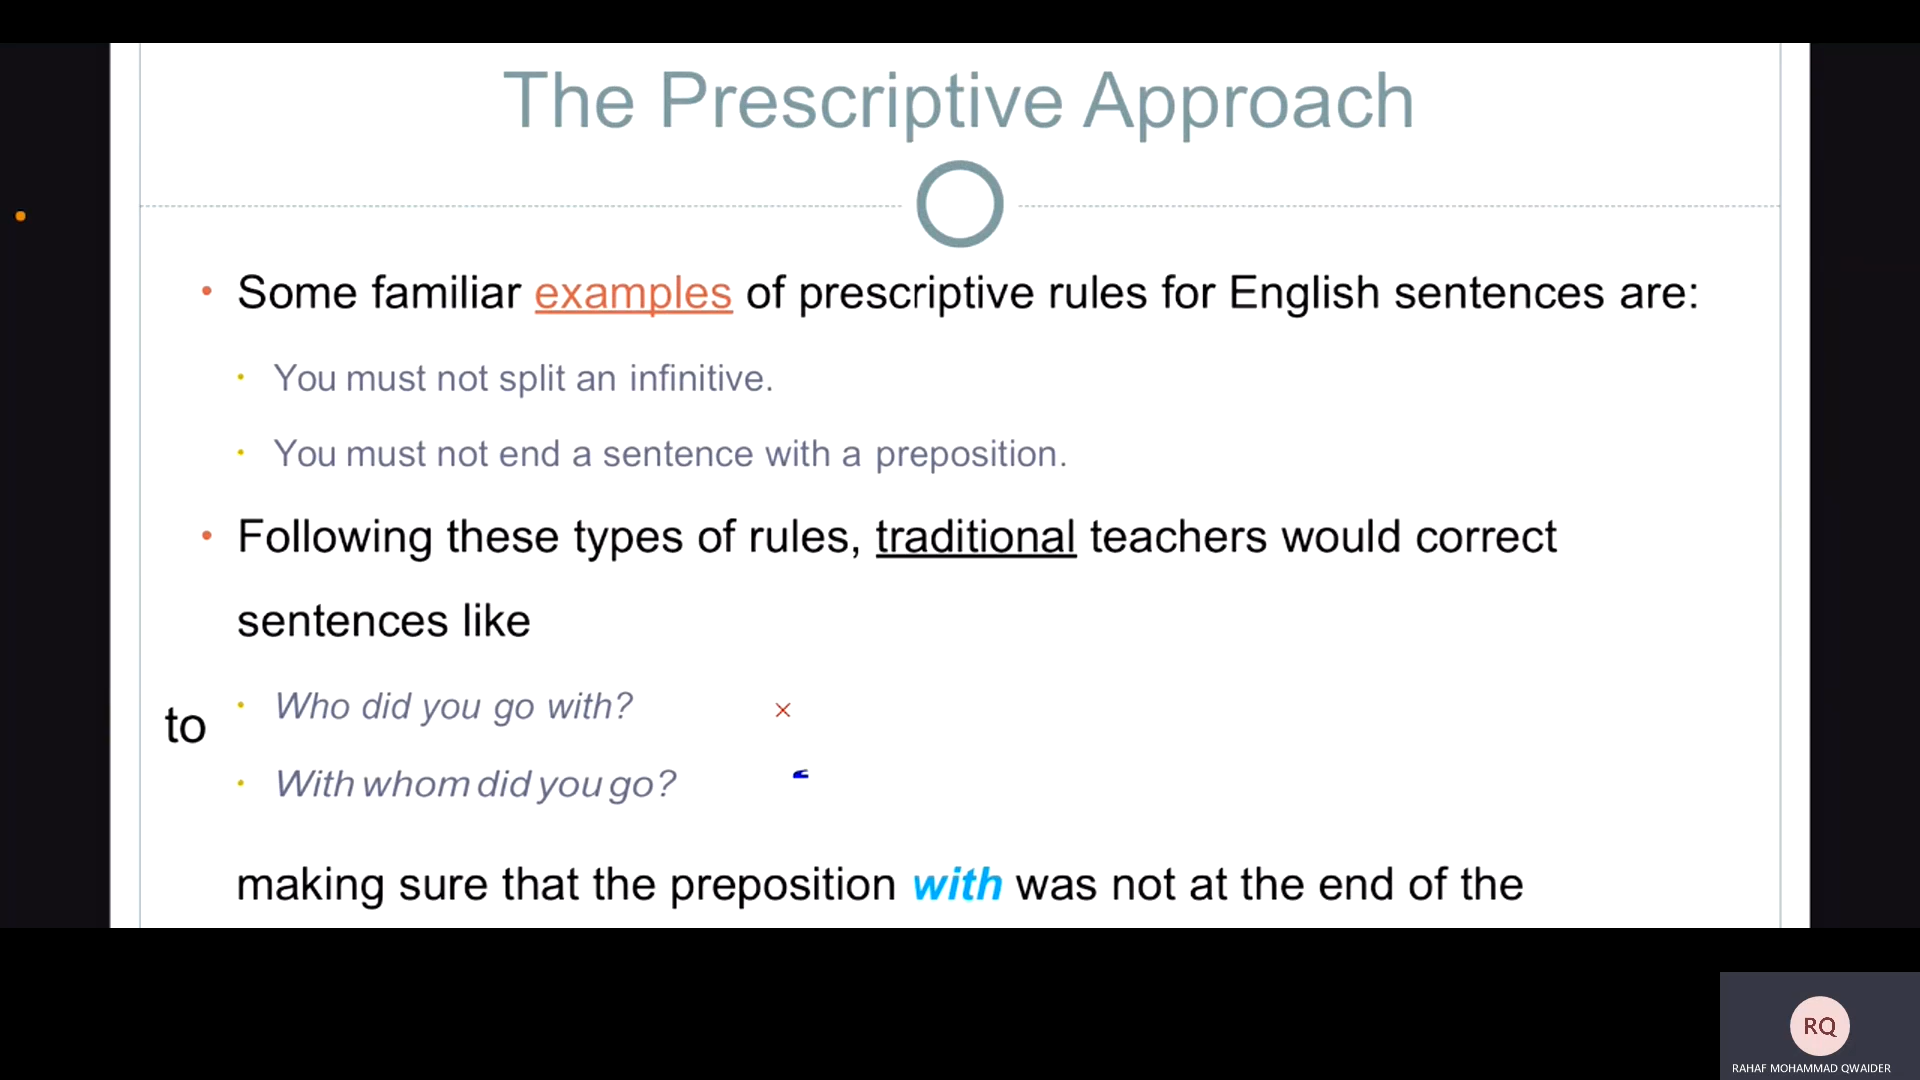 The Prescriptive Approach
• Some familiar examples of prescriptive rules for English sentences are:
• You must not split an infinitive.
• You must not end a sentence with a preposition.
• Following these types of rules, traditional teachers would correct
sentences like
• Who did you go with? ×
to
• With whom did you go?
making sure that the preposition with was not at the end of the
RQ
RAHAF MOHAMMAD QWAIDER